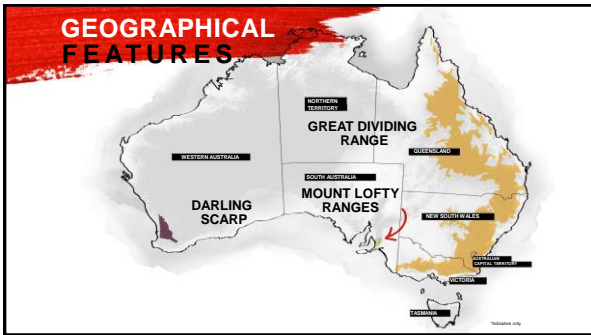 GEOGRAPHICAL
FEATURES
NORTHERN
TERRITORY
GREAT DIVIDING
RANGE
QUEENSLAND
WESTERN AUSTRALIA
SOUTH AUSTRALIA
MOUNT LOFTY
RANGES
DARLING
SCARP
NEW SOUTH WALES
AUSTRALIAN
CAPITAL TERRITORY
VICTORIA
TASMANIA
*Indicative only